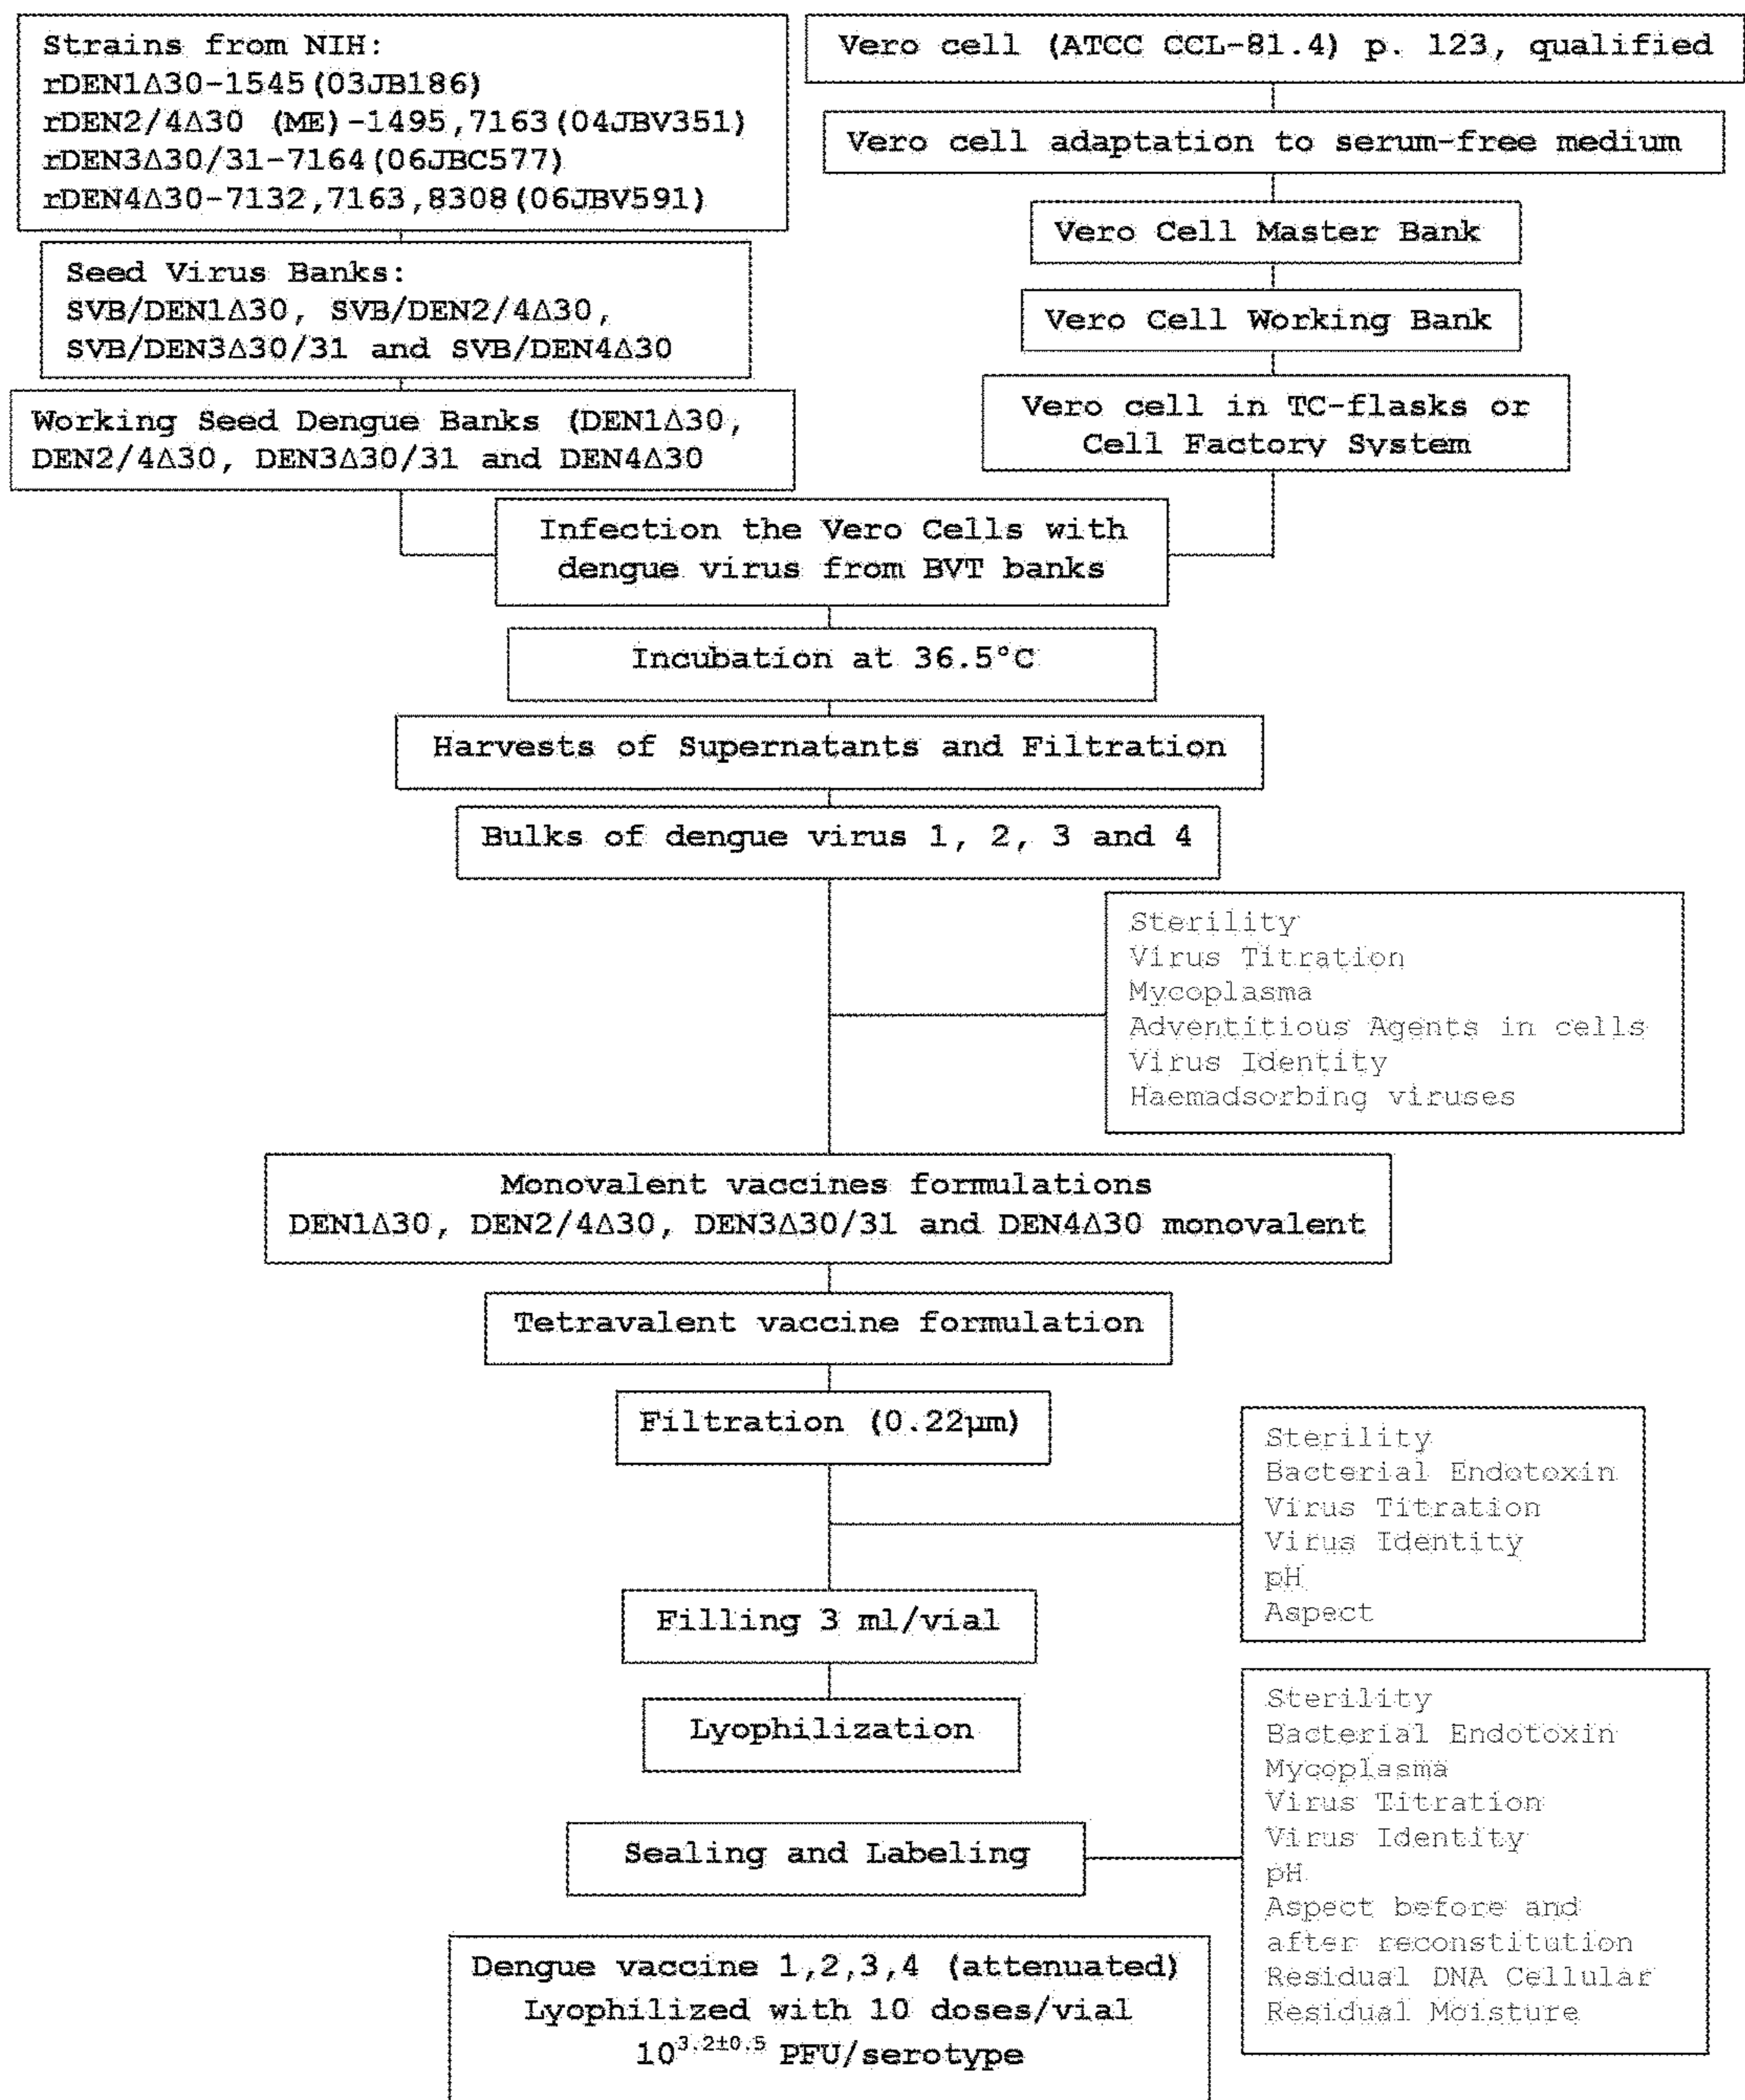 Strains from NIH:
rDEN1Δ30-1545(03JB186)
rDEN2/4Δ30 (ME)-1495,7163(04JBV351)
rDEN3Δ30/31-7164(06JBC577)
rDEN4Δ30-7132,7163,8308(06JBV591)
Seed Virus Banks:
SVB/DEN1Δ30, SVB/DEN2/4Δ30,
SVB/DEN3Δ30/31 and SVB/DEN4Δ30
Working Seed Dengue Banks (DEN1Δ30,
DEN2/4Δ30, DEN3Δ30/31 and DEN4Δ30
Vero cell (ATCC CCL-81.4) p. 123, qualified
Vero cell adaptation to serum-free medium
Vero Cell Master Bank
Vero Cell Working Bank
Vero cell in TC-flasks or
Cell Factory System
Infection the Vero Cells with
dengue virus from BVT banks
Incubation at 36.5°C
Harvests of Supernatants and Filtration
Bulks of dengue virus 1, 2, 3 and 4
Sterility
Virus Titration
Mycoplasma
Adventitious Agents in cells
Virus Identity
Haemadsorbing viruses
Monovalent vaccines formulations
DEN1Δ30, DEN2/4Δ30, DEN3Δ30/31 and DEN4Δ30 monovalent
Tetravalent vaccine formulation
Filtration (0.22µm)
Sterility
Bacterial Endotoxin
Virus Titration
Virus Identity
pH
Aspect
Filling 3 ml/vial
Lyophilization
Sealing and Labeling
Sterility
Bacterial Endotoxin
Mycoplasma
Virus Titration
Virus Identity
pH
Aspect before and
after reconstitution
Residual DNA Cellular
Residual Moisture
Dengue vaccine 1,2,3,4 (attenuated)
Lyophilized with 10 doses/vial
10^3.2±0.5 PFU/serotype